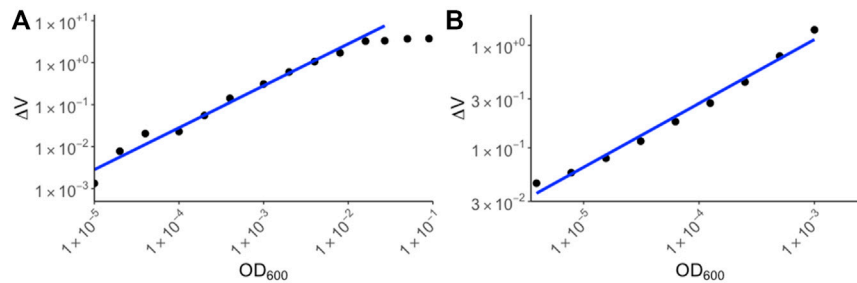 A
B
1 × 10⁺¹
1 × 10⁺⁰
1 × 10⁻¹
1 × 10⁻²
1 × 10⁻³
ΔV
1 × 10⁻⁵
1 × 10⁻⁴
1 × 10⁻³
1 × 10⁻²
1 × 10⁻¹
OD₆₀₀
1 × 10⁺⁰
3 × 10⁻¹
1 × 10⁻¹
3 × 10⁻²
ΔV
1 × 10⁻⁵
1 × 10⁻⁴
1 × 10⁻³
OD₆₀₀